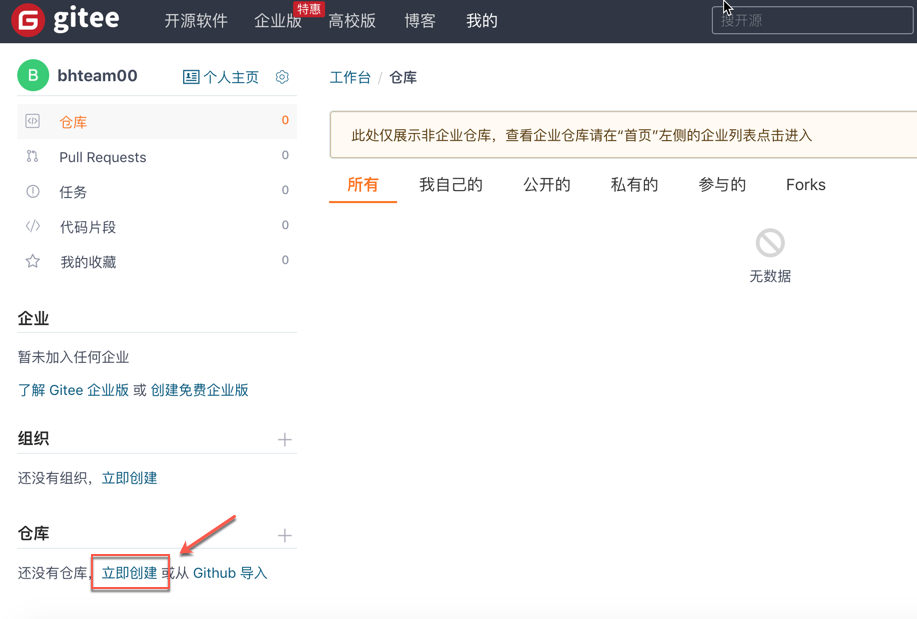 gitee 开源软件 企业版 特惠 高校版 博客 我的 搜开源
B bhteam00 个人主页
工作台 / 仓库
仓库 0
此处仅展示非企业仓库，查看企业仓库请在“首页”左侧的企业列表点击进入
Pull Requests 0
任务 0
代码片段 0
我的收藏 0
所有 我自己的 公开的 私有的 参与的 Forks
无数据
企业
暂未加入任何企业
了解 Gitee 企业版 或 创建免费企业版
组织
还没有组织，立即创建
仓库
还没有仓库，立即创建 或从 Github 导入